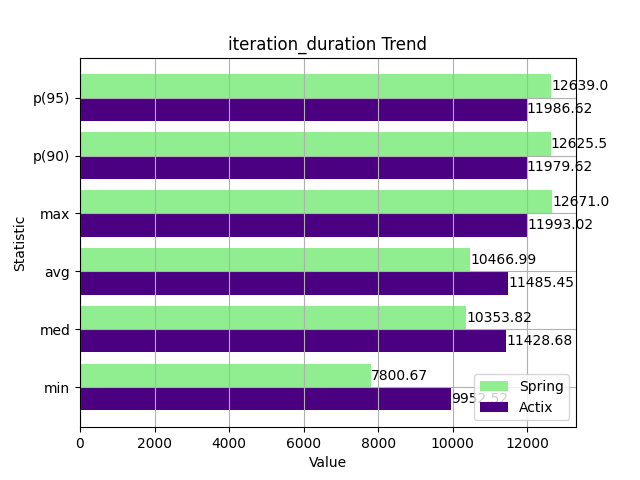 iteration_duration Trend
Statistic
p(95)
12639.0
11986.62
p(90)
12625.5
11979.62
max
12671.0
11993.02
avg
10466.99
11485.45
med
10353.82
11428.68
min
7800.67
9952.52
Spring
Actix
0 2000 4000 6000 8000 10000 12000
Value